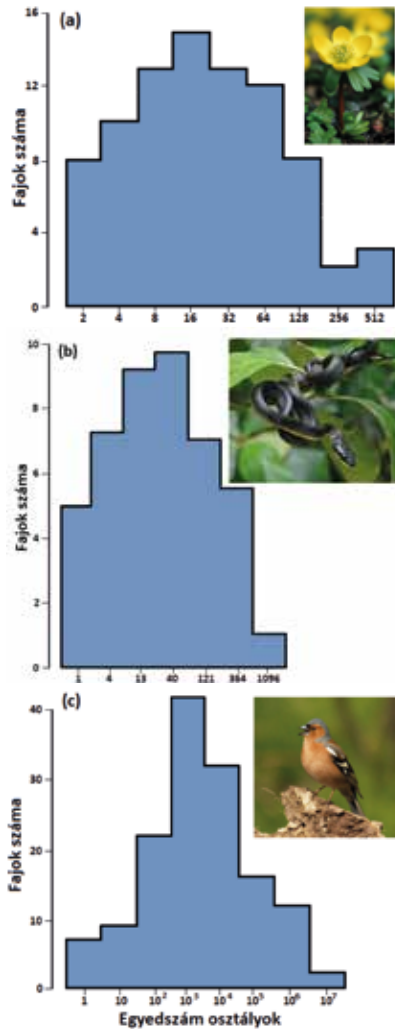 (a)
Fajok száma
16
12
8
4
0
2 4 8 16 32 64 128 256 512
(b)
Fajok száma
10
8
6
4
2
0
1 4 13 40 121 364 1096
(c)
Fajok száma
40
30
20
10
0
1 10 10² 10³ 10⁴ 10⁵ 10⁶ 10⁷
Egyedszám osztályok